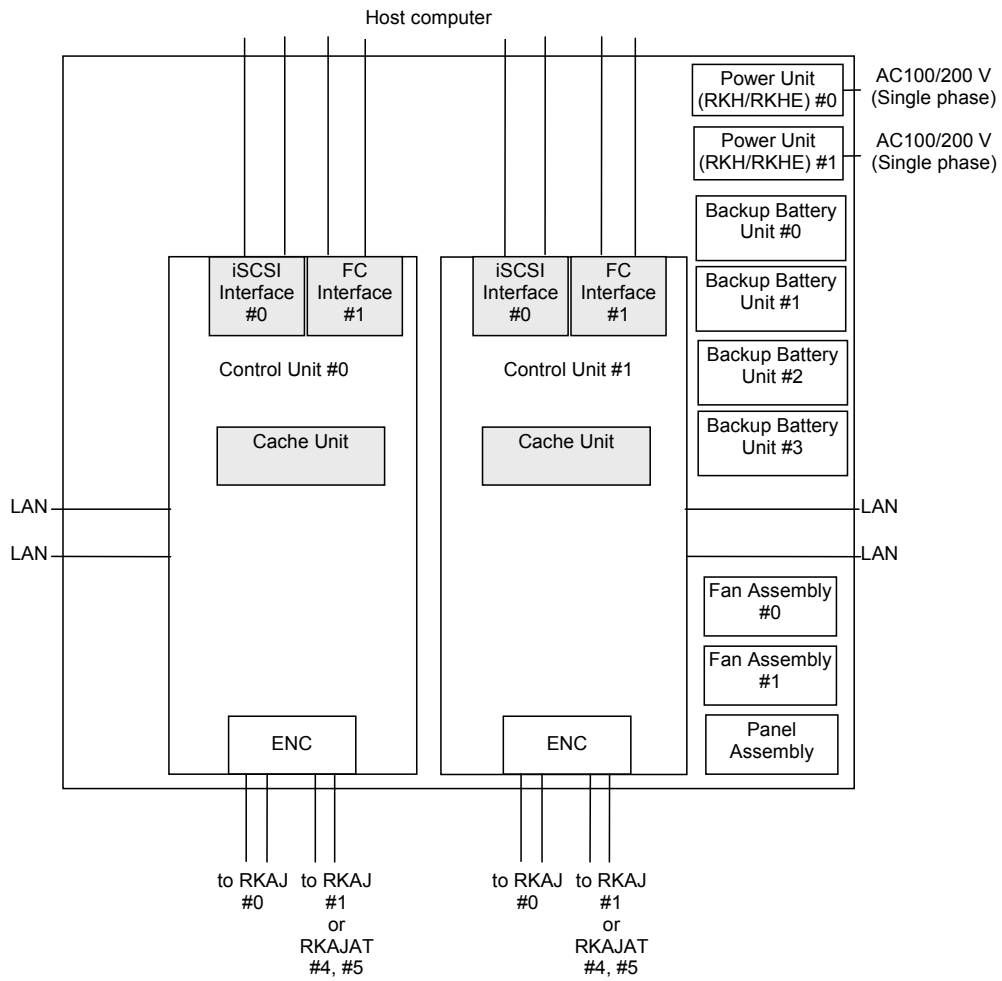 Host computer
Power Unit
(RKH/RKHE) #0
AC100/200 V
(Single phase)
Power Unit
(RKH/RKHE) #1
AC100/200 V
(Single phase)
Backup Battery
Unit #0
Backup Battery
Unit #1
Backup Battery
Unit #2
Backup Battery
Unit #3
iSCSI
Interface
#0
FC
Interface
#1
Control Unit #0
Cache Unit
iSCSI
Interface
#0
FC
Interface
#1
Control Unit #1
Cache Unit
LAN
LAN
LAN
LAN
Fan Assembly
#0
Fan Assembly
#1
Panel
Assembly
ENC
ENC
to RKAJ
#0
to RKAJ
#1
or
RKAJAT
#4, #5
to RKAJ
#0
to RKAJ
#1
or
RKAJAT
#4, #5